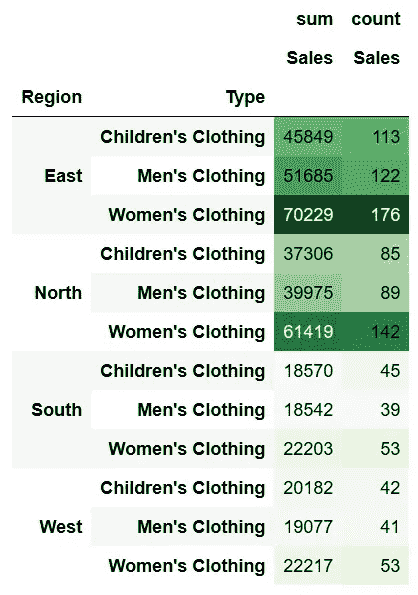 sum count
Sales Sales
Region Type
Children's Clothing 45849 113
East Men's Clothing 51685 122
Women's Clothing 70229 176
Children's Clothing 37306 85
North Men's Clothing 39975 89
Women's Clothing 61419 142
Children's Clothing 18570 45
South Men's Clothing 18542 39
Women's Clothing 22203 53
Children's Clothing 20182 42
West Men's Clothing 19077 41
Women's Clothing 22217 53